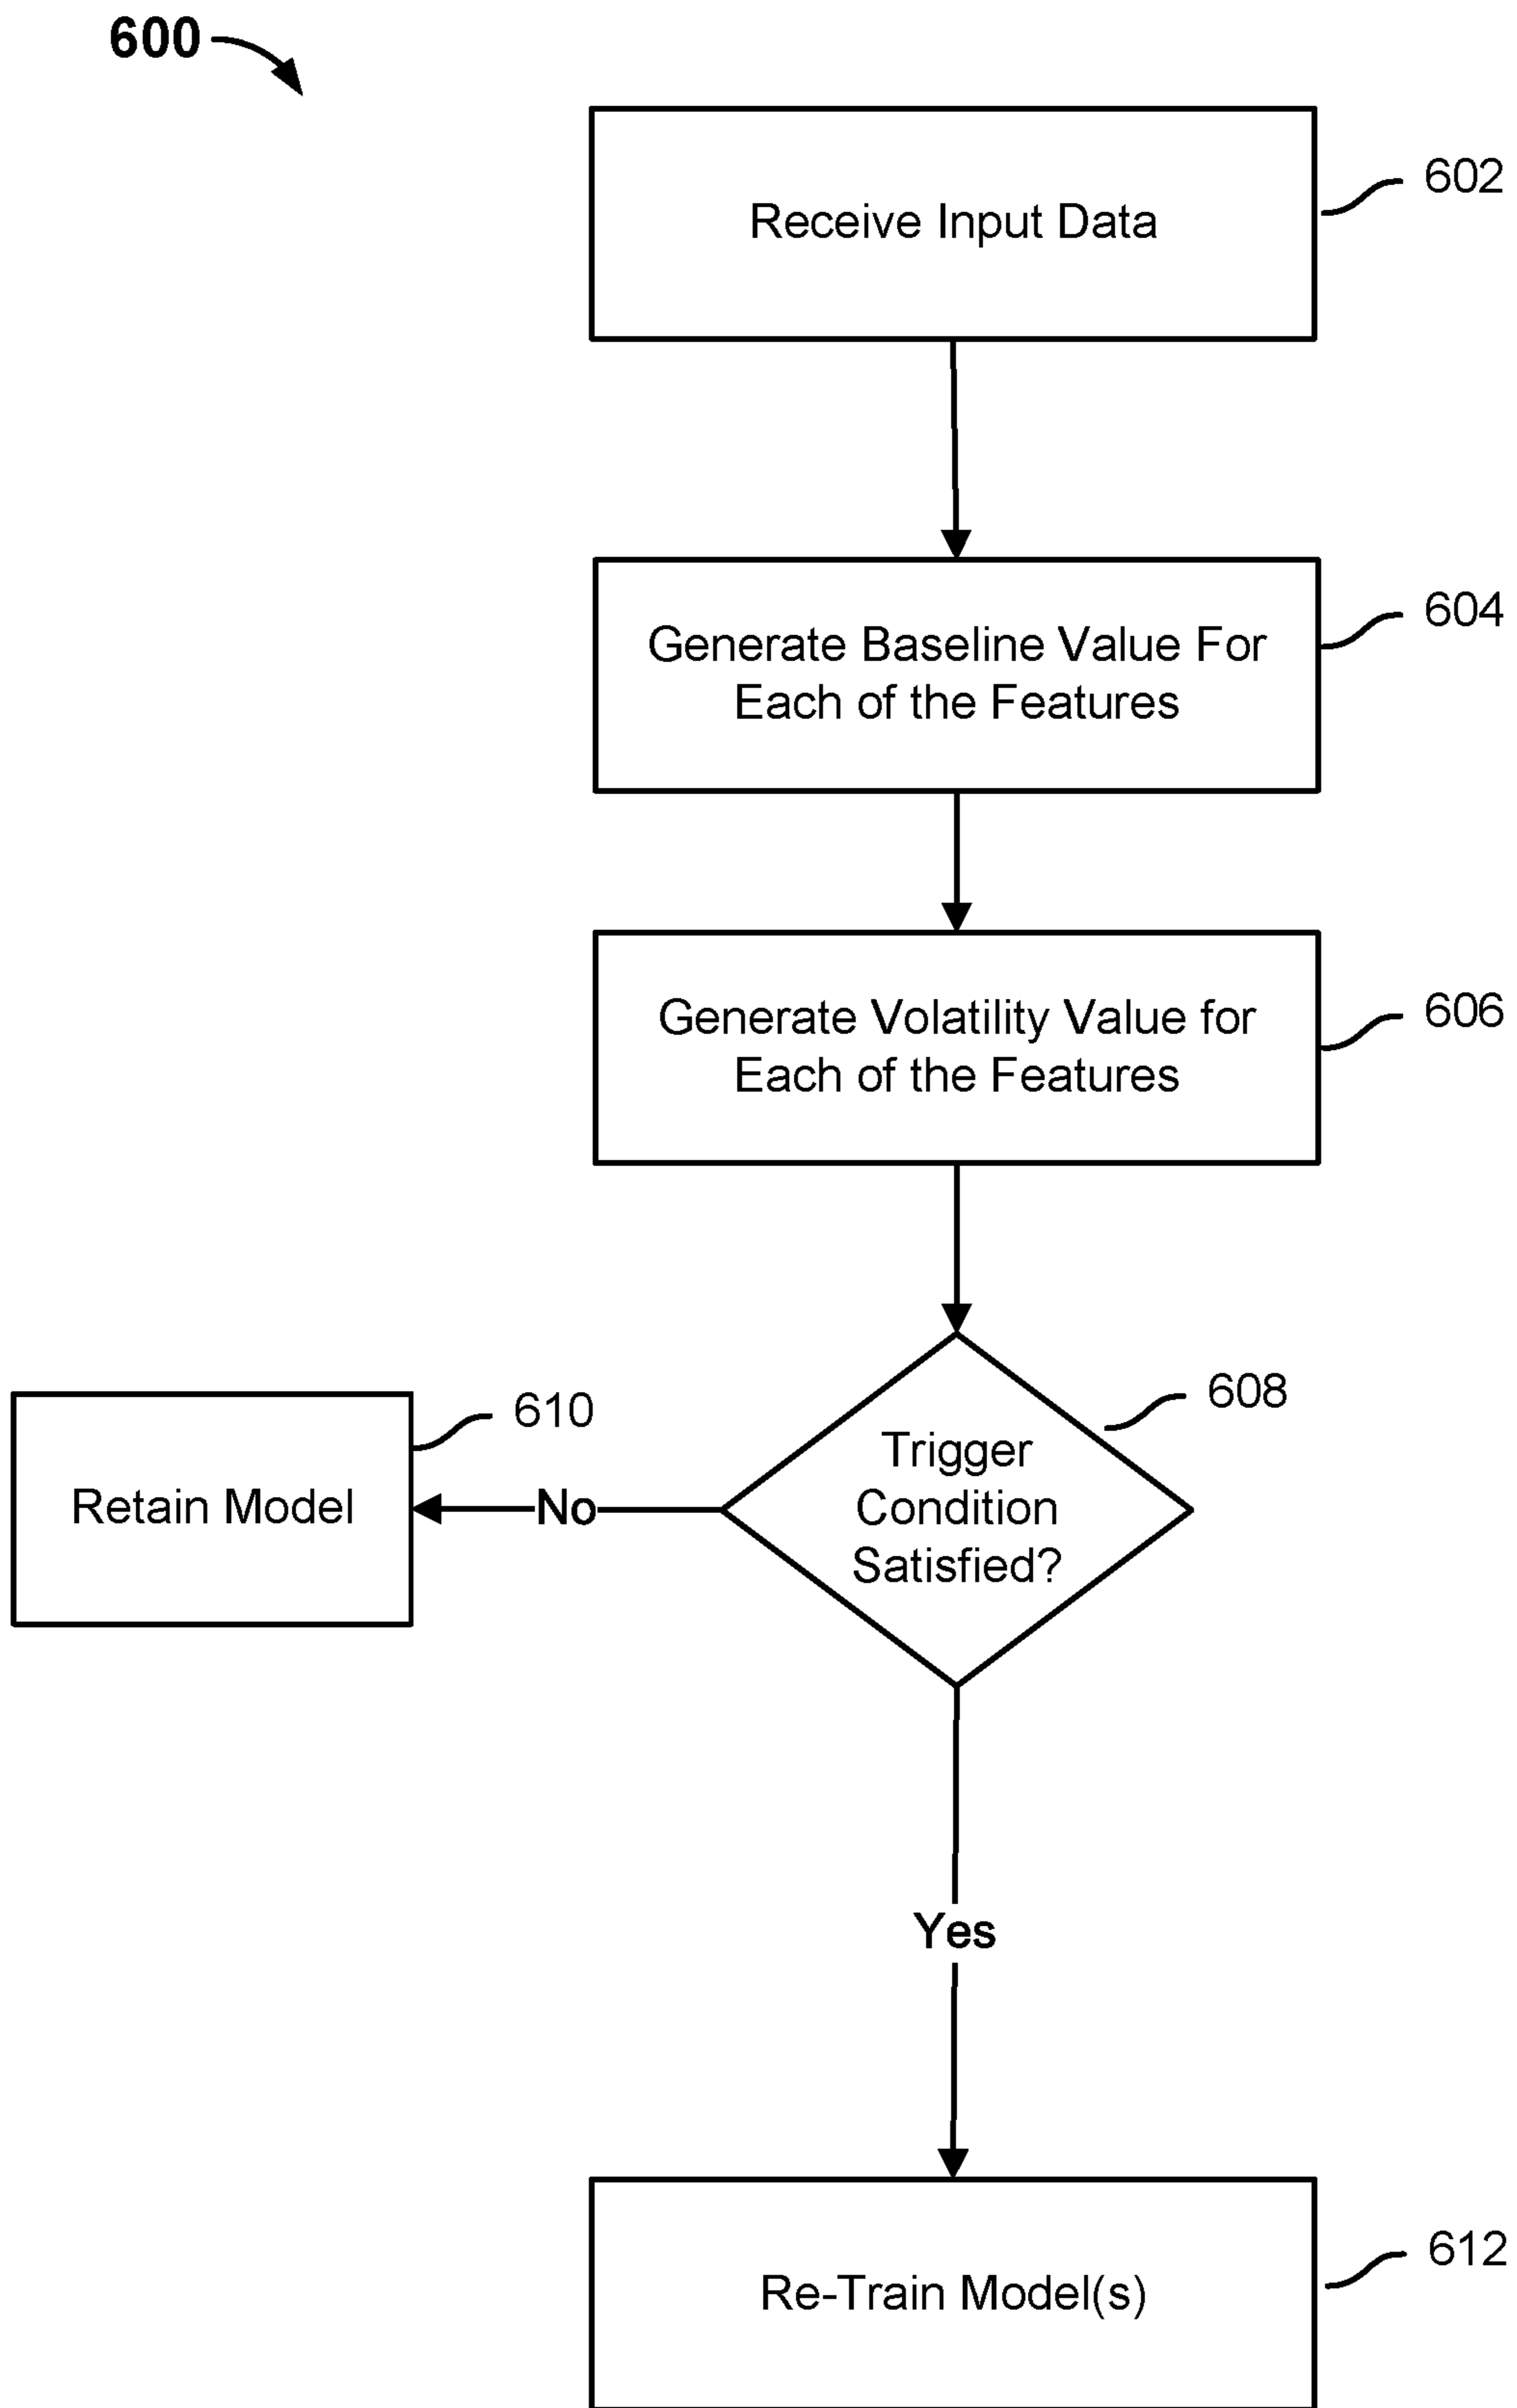 600
Receive Input Data
602
Generate Baseline Value For
Each of the Features
604
Generate Volatility Value for
Each of the Features
606
Trigger
Condition
Satisfied?
608
No
Retain Model
610
Yes
Re-Train Model(s)
612